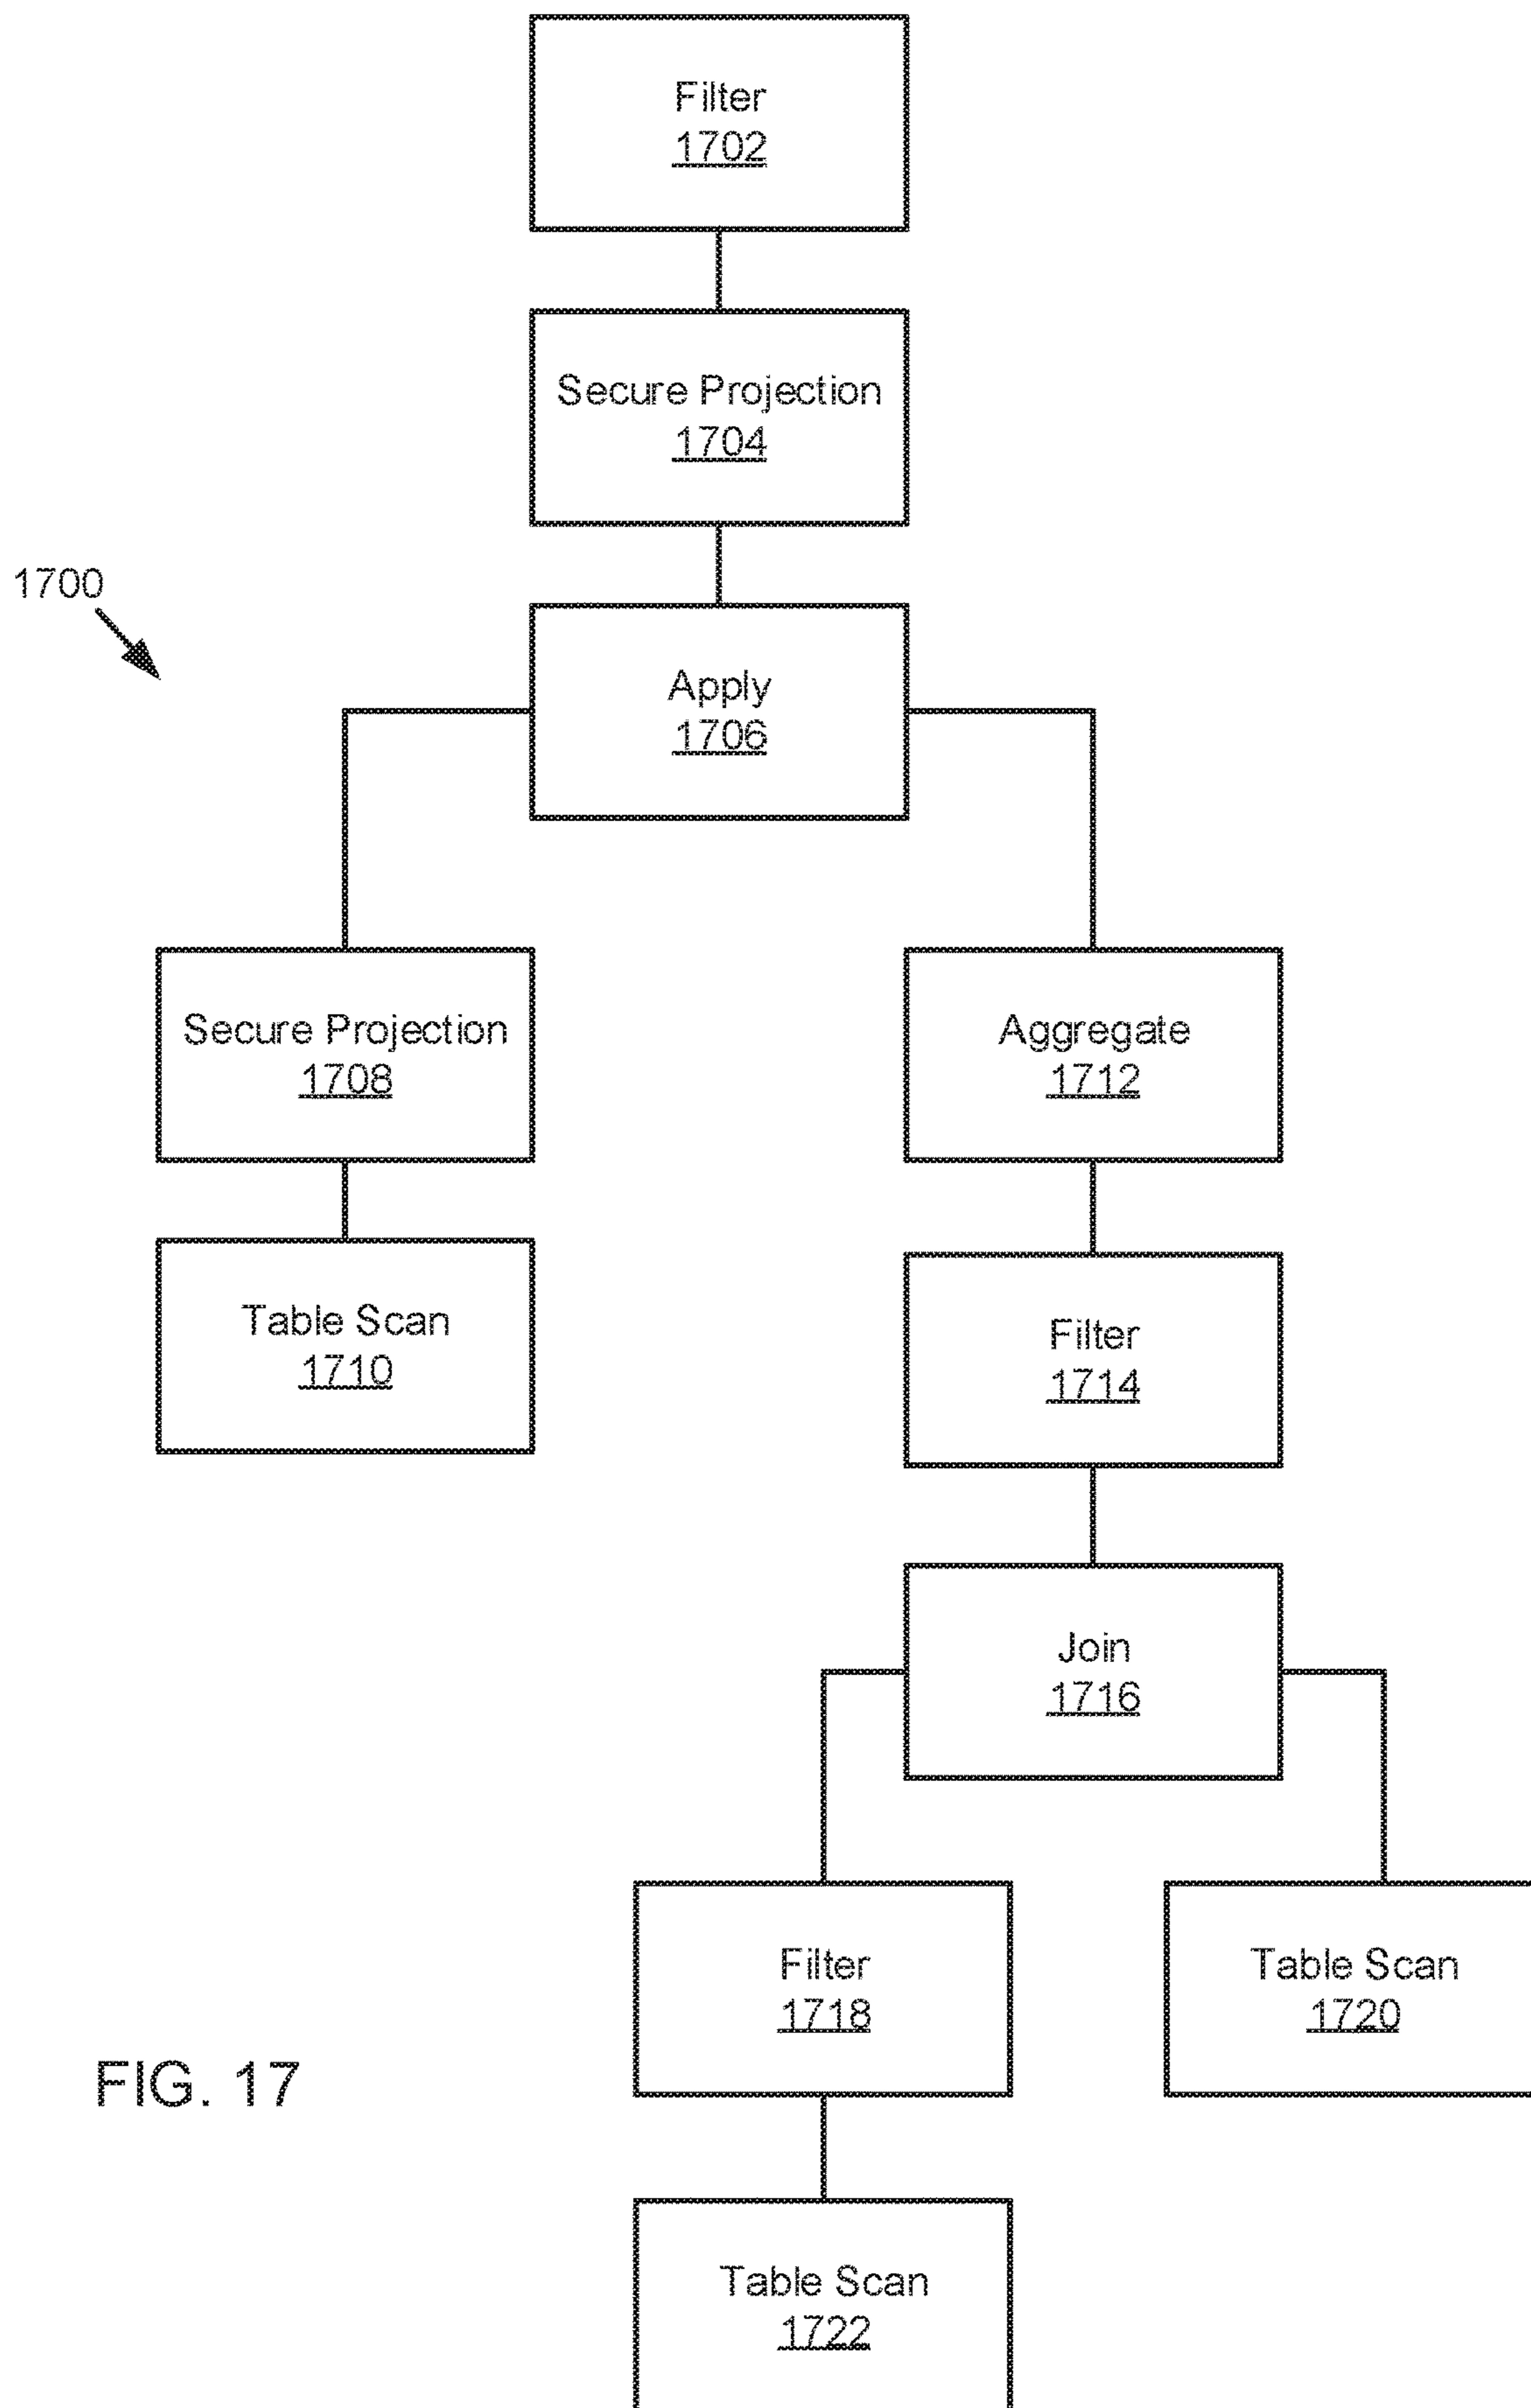 Filter
1702
Secure Projection
1704
1700
Apply
1706
Secure Projection
1708
Aggregate
1712
Table Scan
1710
Filter
1714
Join
1716
Filter
1718
Table Scan
1720
FIG. 17
Table Scan
1722